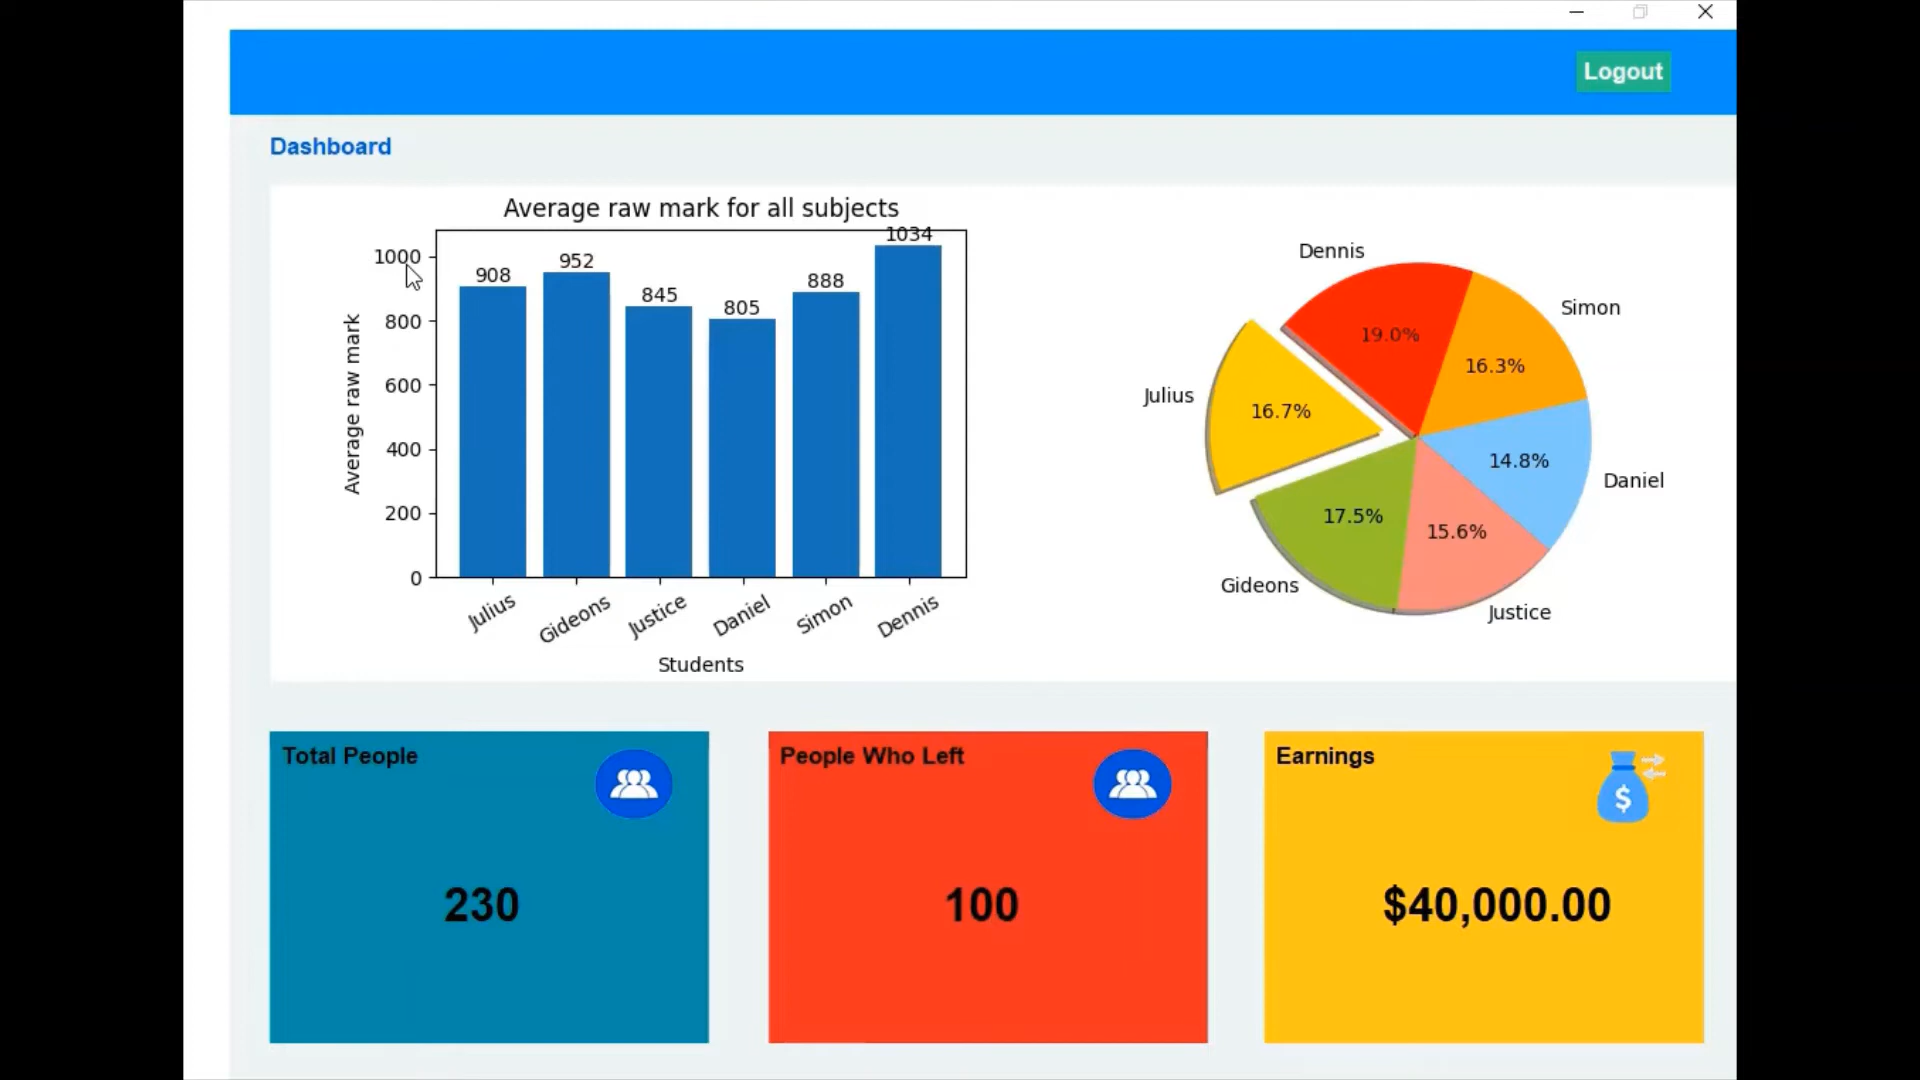 Logout
Dashboard
Average raw mark for all subjects
1000
800
600
400
200
0
Average raw mark
908
952
845
805
888
1034
Julius
Gideons
Justice
Daniel
Simon
Dennis
Students
Dennis
Simon
Julius
Daniel
Gideons
Justice
19.0%
16.3%
16.7%
14.8%
17.5%
15.6%
Total People
230
People Who Left
100
Earnings
$
$40,000.00